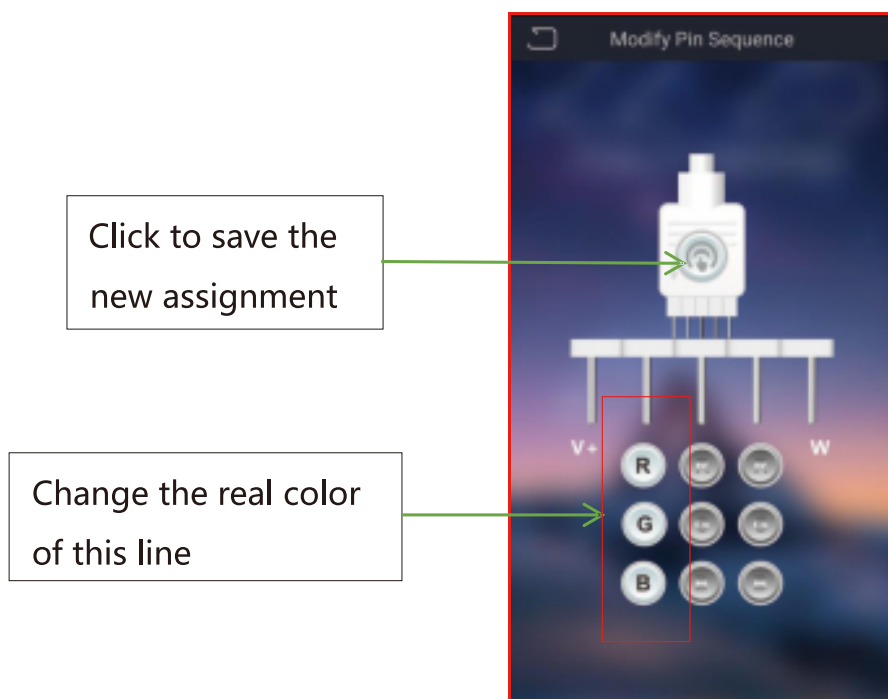 Modify Pin Sequence
Click to save the
new assignment
V+
W
R
G
B
Change the real color
of this line